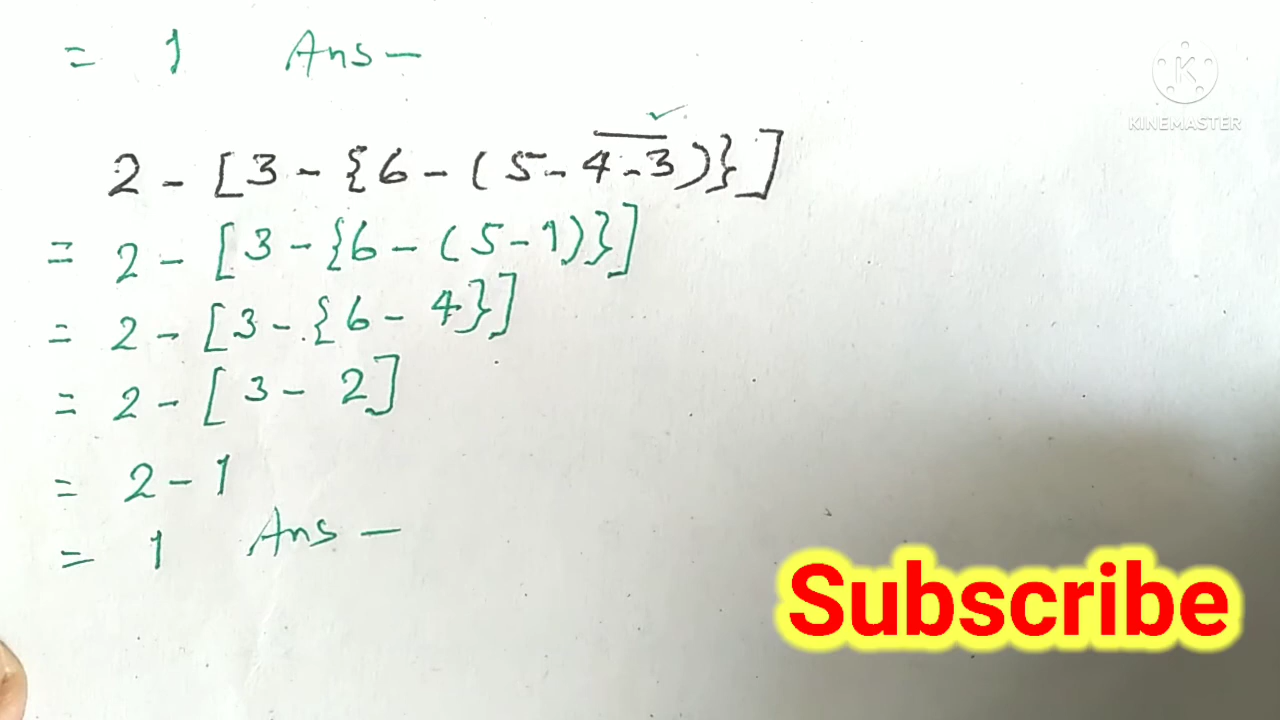 = 1 Ans -
KINEMASTER
2 - [3 - {6 - (5 - 4̅ ̅-̅ ̅3̅)}]
= 2 - [3 - {6 - (5 - 1)}]
= 2 - [3 - {6 - 4}]
= 2 - [3 - 2]
= 2 - 1
= 1 Ans -
Subscribe